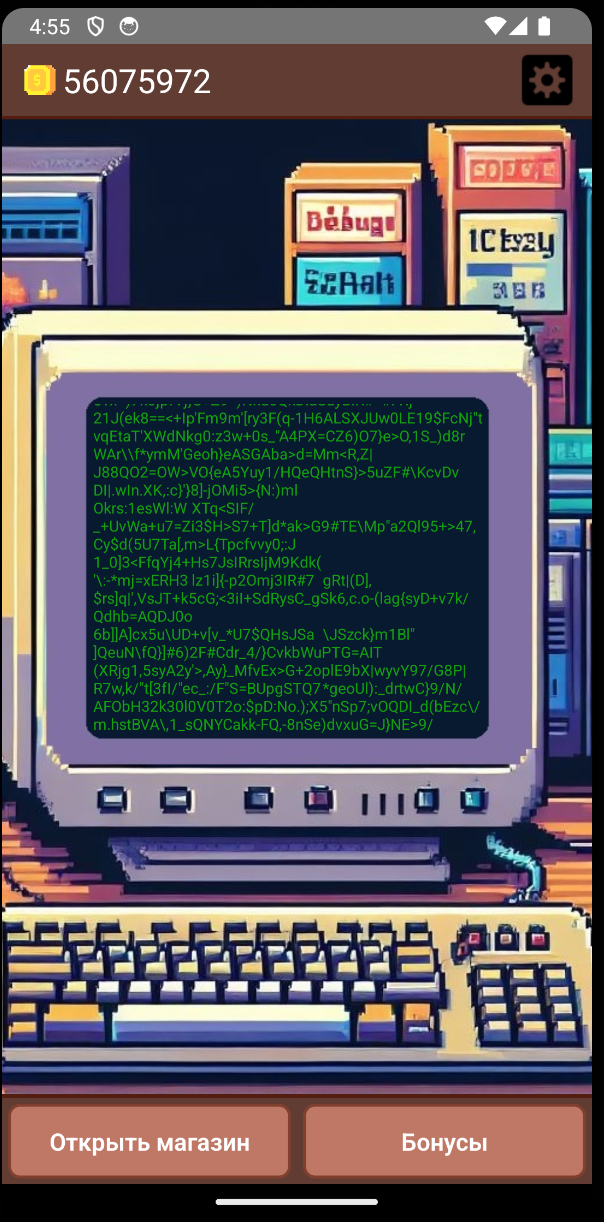 4:55
56075972
Debugs
21J(ek8==<+Ip'Fm9m'[ry3F(q-1H6ALSXJUw0LE19$FcNj"t
vqEtaT'XWdNkg0:z3w+0s_"A4PX=CZ6)O7}e>O,1S_)d8r
WAr\\f*ymM'Geoh}eASGAba>d=Mm<R,Z|
J88QO2=OW>VO{eA5Yuy1/HQeQHtnS}>5uZF#\KcvDv
DI|.wIn.XK,:c}'}8]-jOMi5>{N:)ml
Okrs:1esWl:W XTq<SIF/
_+UvWa+u7=Zi3$H>S7+T]d*ak>G9#TE\Mp"a2Ql95+>47,
Cy$d(5U7Ta[,m>L{Tpcfvvy0;:J
1_0]3<FfqYj4+Hs7JsIRrsIjM9Kdk(
'\:-*mj=xERH3 lz1i]{-p2Omj3IR#7  gRt|(D],
$rs]q|',VsJT+k5cG;<3iI+SdRysC_gSk6,c.o-(lag{syD+v7k/
Qdhb=AQDJ0o
6b]]A]cx5u\UD+v[v_*U7$QHsJSa  \JSzck}m1Bl"
]QeuN\fQ}]#6)2F#Cdr_4/}CvkbWuPTG=AIT
(XRjg1,5syA2y'>,Ay}_MfvEx>G+2oplE9bX|wyvY97/G8P|
R7w,k/"t[3fI/"ec_:/F"S=BUpgSTQ7*geoUl):_drtwC}9/N/
AFObH32k30l0V0T2o:$pD:No.);X5"nSp7;vOQDI_d(bEzc\/
m.hstBVA\,1_sQNYCakk-FQ,-8nSe)dvxuG=J}NE>9/
Открыть магазин
Бонусы